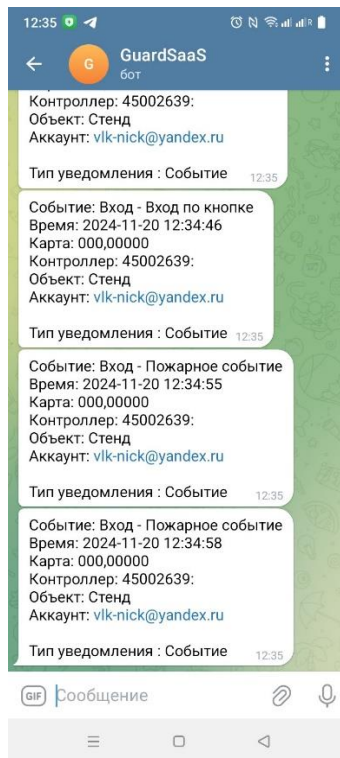 12:35
GuardSaaS
G
бот
Контроллер: 45002639:
Объект: Стенд
Аккаунт: vlk-nick@yandex.ru
Тип уведомления : Событие 12:35
Событие: Вход - Вход по кнопке
Время: 2024-11-20 12:34:46
Карта: 000,00000
Контроллер: 45002639:
Объект: Стенд
Аккаунт: vlk-nick@yandex.ru
Тип уведомления : Событие 12:35
Событие: Вход - Пожарное событие
Время: 2024-11-20 12:34:55
Карта: 000,00000
Контроллер: 45002639:
Объект: Стенд
Аккаунт: vlk-nick@yandex.ru
Тип уведомления : Событие 12:35
Событие: Вход - Пожарное событие
Время: 2024-11-20 12:34:58
Карта: 000,00000
Контроллер: 45002639:
Объект: Стенд
Аккаунт: vlk-nick@yandex.ru
Тип уведомления : Событие 12:35
GIF Сообщение